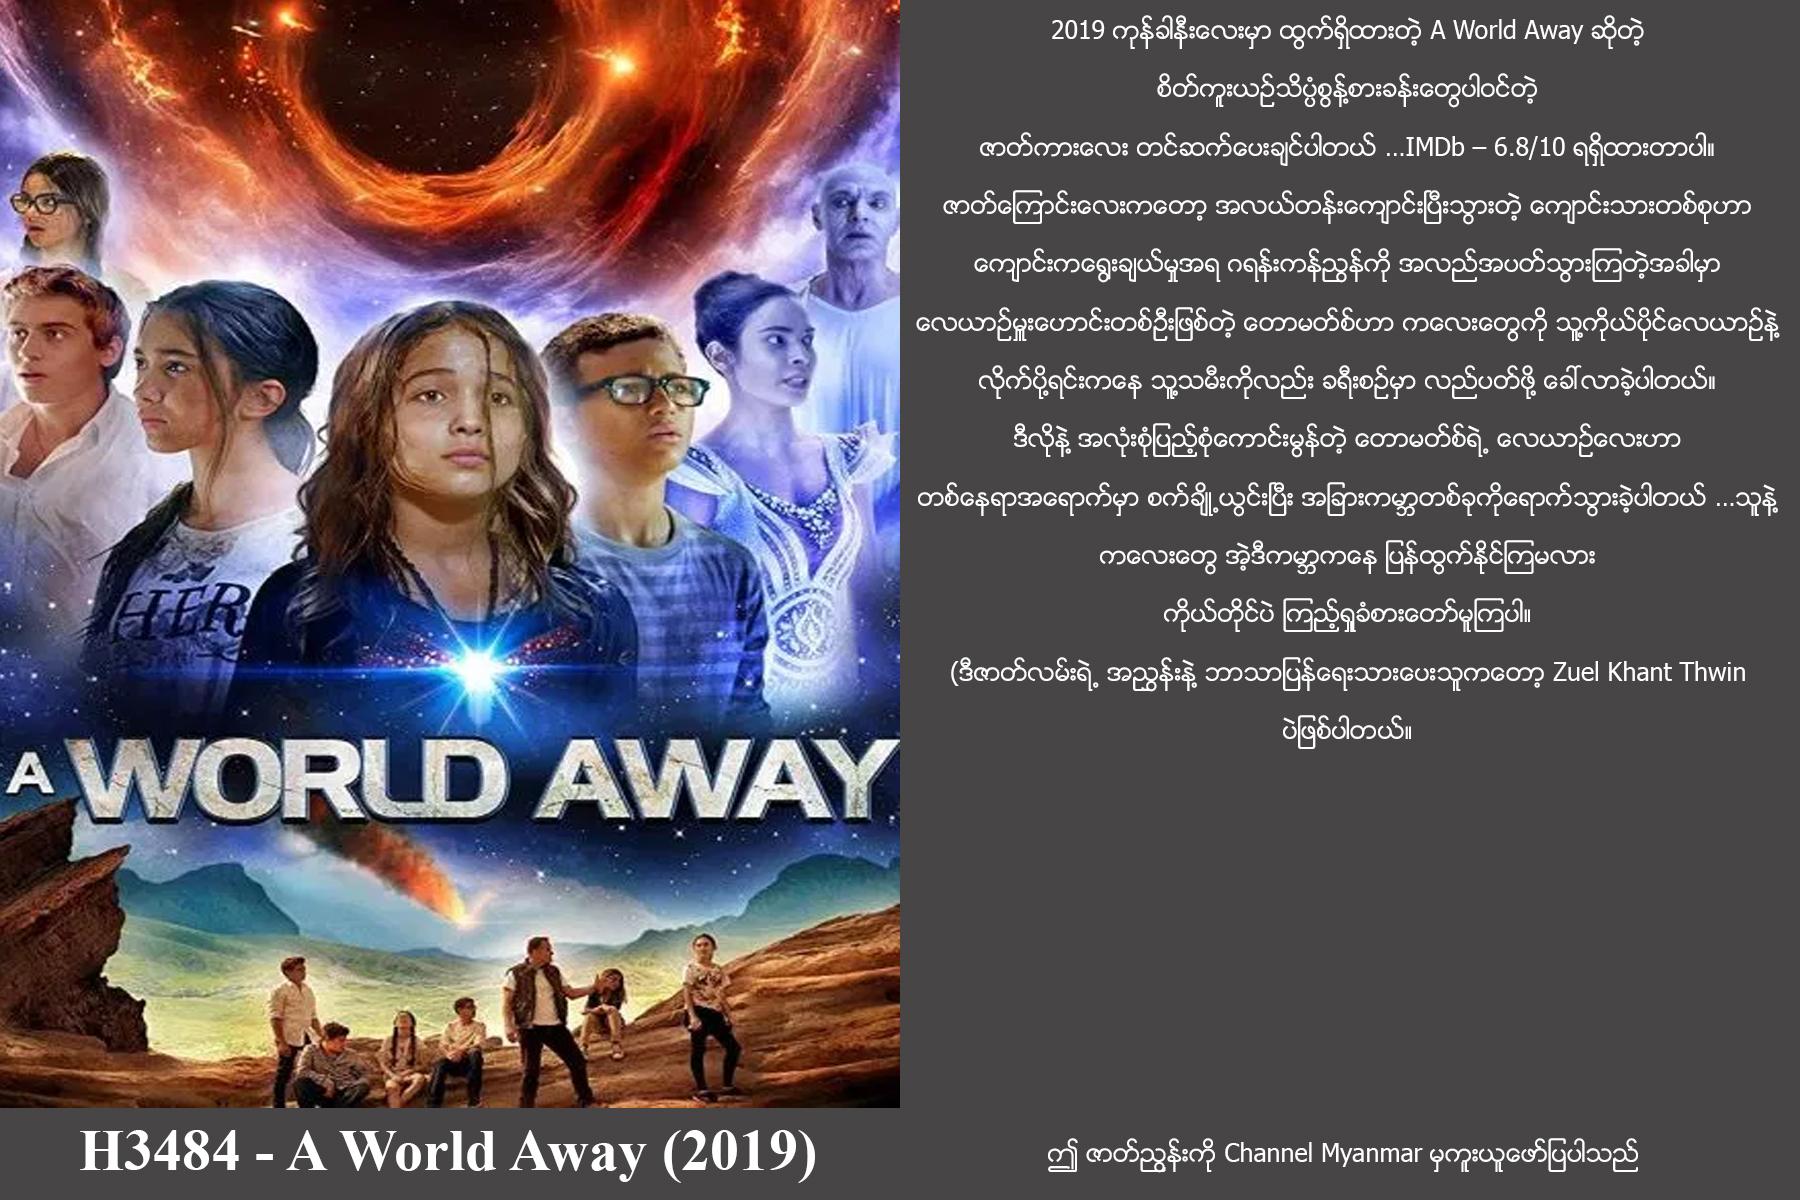 HER
A WORLD AWAY
H3484 - A World Away (2019)
2019 ကုန်ခါနီးလေးမှာ ထွက်ရှိထားတဲ့ A World Away ဆိုတဲ့
စိတ်ကူးယဉ်သိပ္ပံစွန့်စားခန်းတွေပါဝင်တဲ့
ဇာတ်ကားလေး တင်ဆက်ပေးချင်ပါတယ် ...IMDb – 6.8/10 ရရှိထားတာပါ။
ဇာတ်ကြောင်းလေးကတော့ အလယ်တန်းကျောင်းပြီးသွားတဲ့ ကျောင်းသားတစ်စုဟာ
ကျောင်းကရွေးချယ်မှုအရ ဂရန်းကန်ညွန်ကို အလည်အပတ်သွားကြတဲ့အခါမှာ
လေယာဉ်မှူးဟောင်းတစ်ဦးဖြစ်တဲ့ တောမတ်စ်ဟာ ကလေးတွေကို သူ့ကိုယ်ပိုင်လေယာဉ်နဲ့
လိုက်ပို့ရင်းကနေ သူ့သမီးကိုလည်း ခရီးစဉ်မှာ လည်ပတ်ဖို့ ခေါ်လာခဲ့ပါတယ်။
ဒီလိုနဲ့ အလုံးစုံပြည့်စုံကောင်းမွန်တဲ့ တောမတ်စ်ရဲ့ လေယာဉ်လေးဟာ
တစ်နေရာအရောက်မှာ စက်ချို့ယွင်းပြီး အခြားကမ္ဘာတစ်ခုကိုရောက်သွားခဲ့ပါတယ် ...သူနဲ့
ကလေးတွေ အဲ့ဒီကမ္ဘာကနေ ပြန်ထွက်နိုင်ကြမလား
ကိုယ်တိုင်ပဲ ကြည့်ရှုခံစားတော်မူကြပါ။
(ဒီဇာတ်လမ်းရဲ့ အညွှန်းနဲ့ ဘာသာပြန်ရေးသားပေးသူကတော့ Zuel Khant Thwin
ပဲဖြစ်ပါတယ်။
ဤ ဇာတ်ညွန်းကို Channel Myanmar မှကူးယူဖော်ပြပါသည်